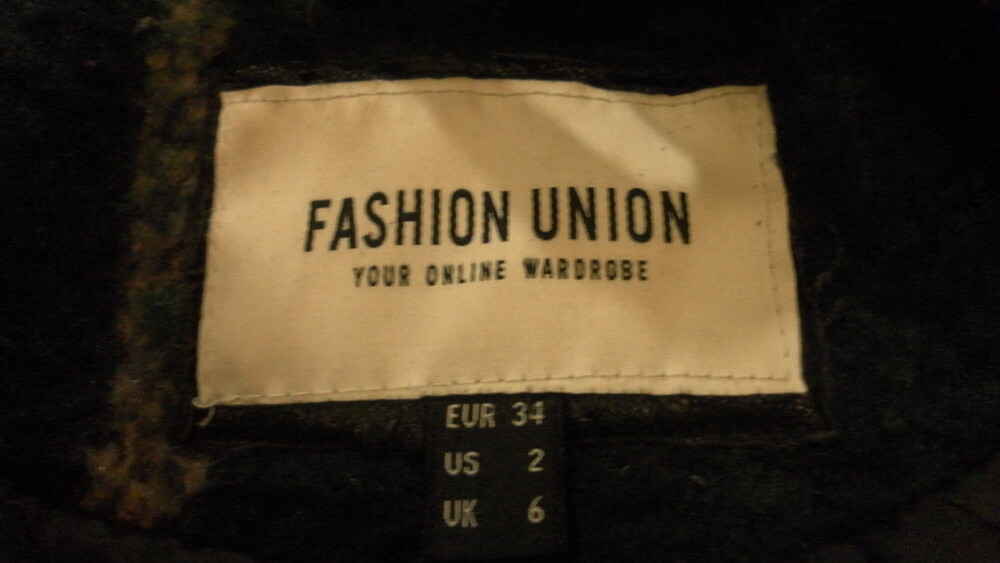 FASHION UNION
YOUR ONLINE WARDROBE
EUR 34
US 2
UK 6